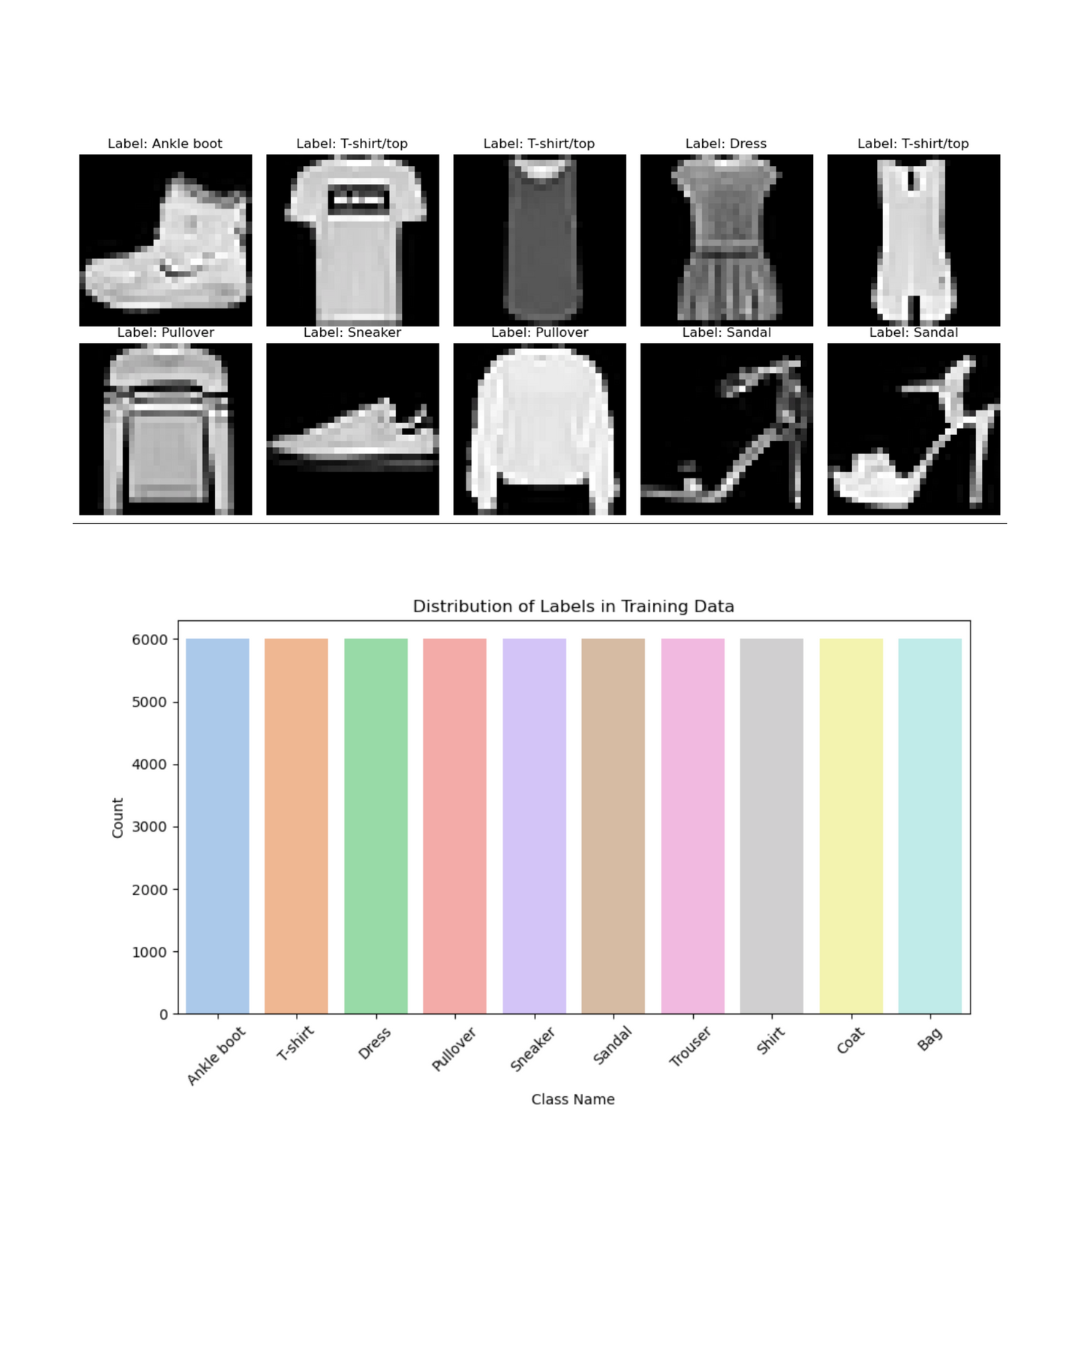 Label: Ankle boot
Label: T-shirt/top
Label: T-shirt/top
Label: Dress
Label: T-shirt/top
Label: Pullover
Label: Sneaker
Label: Pullover
Label: Sandal
Label: Sandal
Distribution of Labels in Training Data
6000
5000
4000
3000
2000
1000
0
Count
Ankle boot
T-shirt
Dress
Pullover
Sneaker
Sandal
Trouser
Shirt
Coat
Bag
Class Name